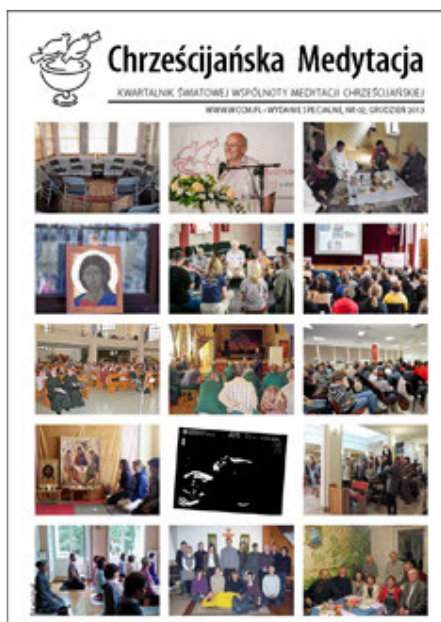 Chrześcijańska Medytacja
KWARTALNIK ŚWIATOWEJ WSPÓLNOTY MEDYTACJI CHRZEŚCIJAŃSKIEJ
WWW.WCCM.PL • WYDANIE SPECJALNE, NR 02, GRUDZIEŃ 2013